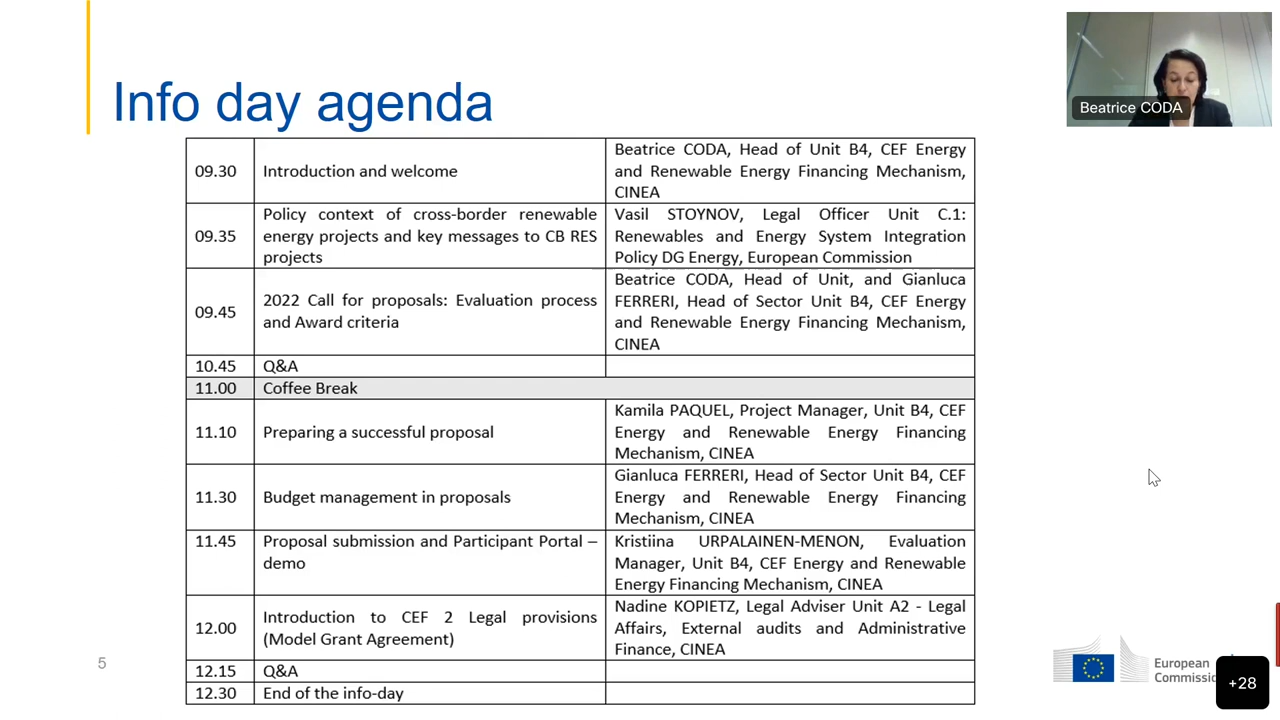 Info day agenda
Beatrice CODA
09.30
Introduction and welcome
Beatrice CODA, Head of Unit B4, CEF Energy
and Renewable Energy Financing Mechanism,
CINEA
09.35
Policy context of cross-border renewable
energy projects and key messages to CB RES
projects
Vasil STOYNOV, Legal Officer Unit C.1:
Renewables and Energy System Integration
Policy DG Energy, European Commission
09.45
2022 Call for proposals: Evaluation process
and Award criteria
Beatrice CODA, Head of Unit, and Gianluca
FERRERI, Head of Sector Unit B4, CEF Energy
and Renewable Energy Financing Mechanism,
CINEA
10.45
Q&A
11.00
Coffee Break
11.10
Preparing a successful proposal
Kamila PAQUEL, Project Manager, Unit B4, CEF
Energy and Renewable Energy Financing
Mechanism, CINEA
11.30
Budget management in proposals
Gianluca FERRERI, Head of Sector Unit B4, CEF
Energy and Renewable Energy Financing
Mechanism, CINEA
11.45
Proposal submission and Participant Portal –
demo
Kristiina URPALAINEN-MENON, Evaluation
Manager, Unit B4, CEF Energy and Renewable
Energy Financing Mechanism, CINEA
12.00
Introduction to CEF 2 Legal provisions
(Model Grant Agreement)
Nadine KOPIETZ, Legal Adviser Unit A2 - Legal
Affairs, External audits and Administrative
Finance, CINEA
12.15
Q&A
12.30
End of the info-day
5
European
+28